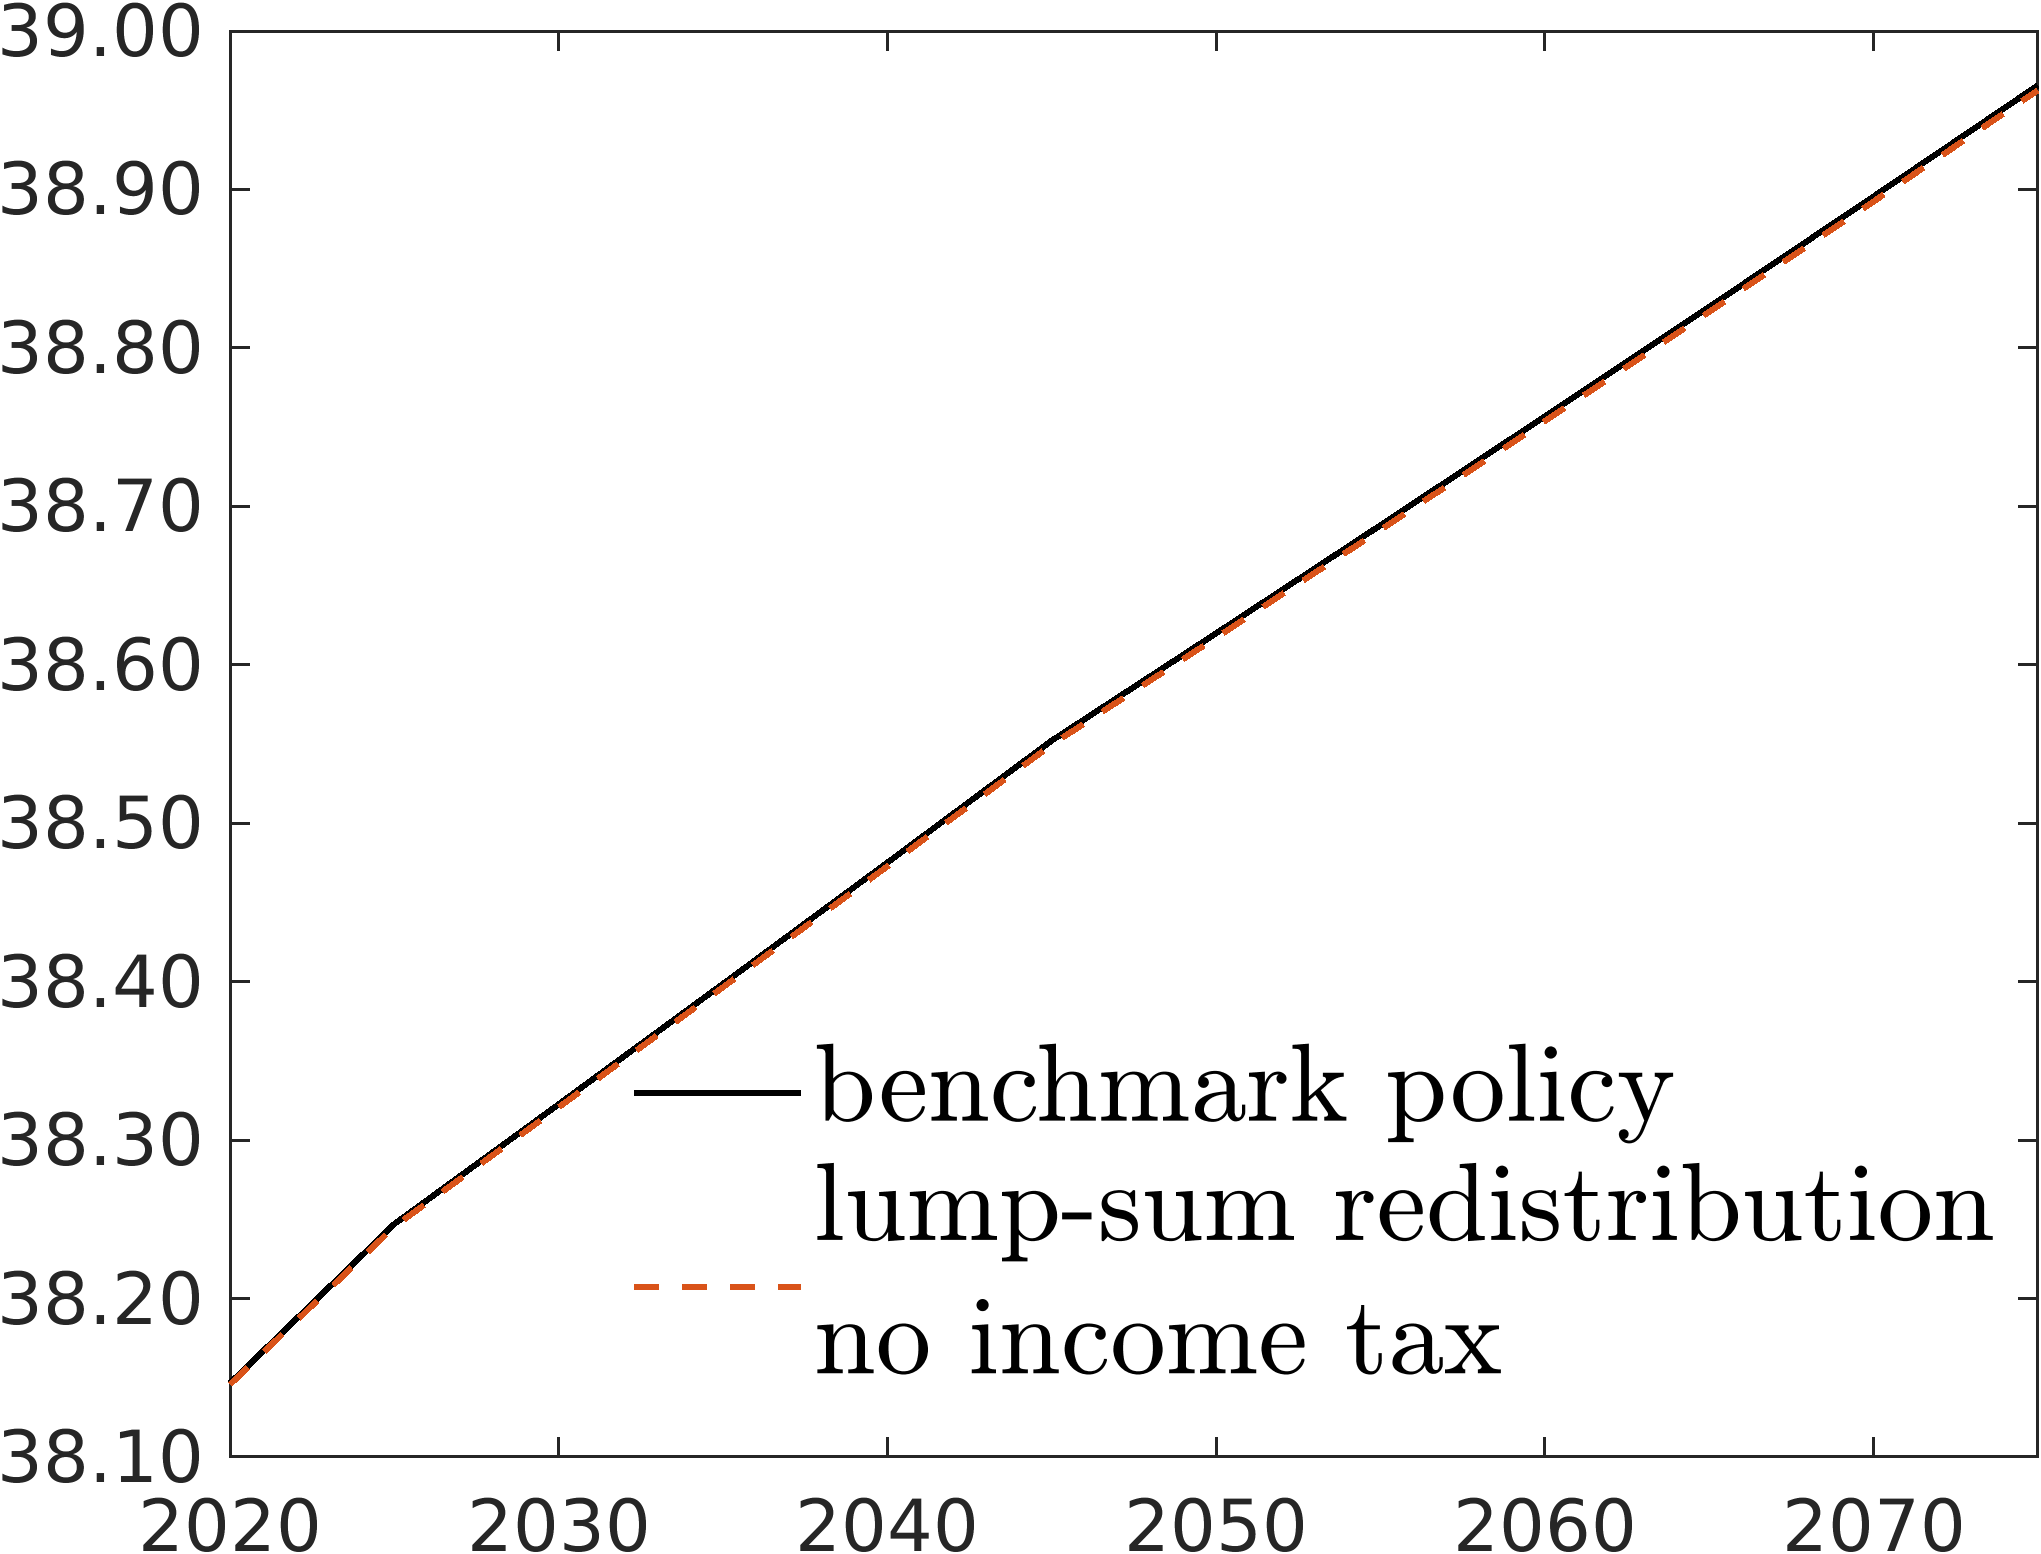 39.00
38.90
38.80
38.70
38.60
38.50
38.40
38.30
38.20
38.10
benchmark policy
lump-sum redistribution
no income tax
2020 2030 2040 2050 2060 2070